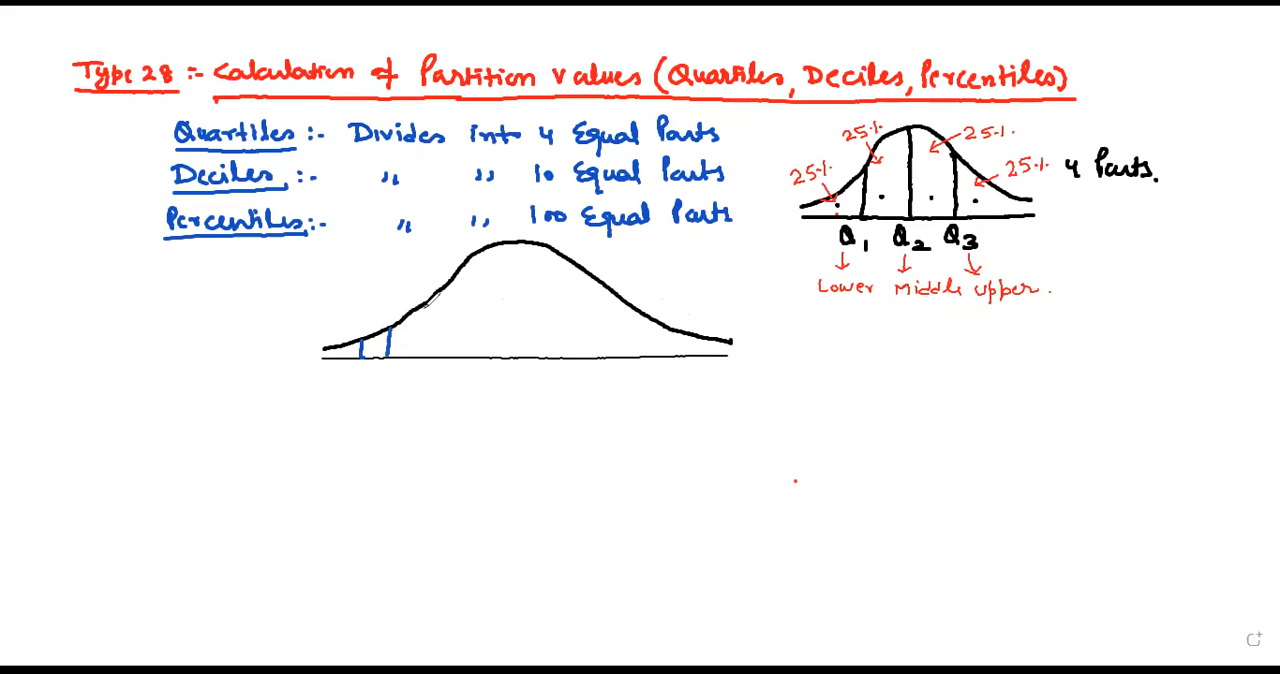 Type 28 :- Calculation of Partition Values (Quartiles, Deciles, Percentiles)
Quartiles :- Divides into 4 Equal Parts
Deciles :- " " 10 Equal Parts
Percentiles :- " " 100 Equal Parts
25% 25% 25% 25% 4 Parts.
Q1 Q2 Q3
Lower Middle Upper.